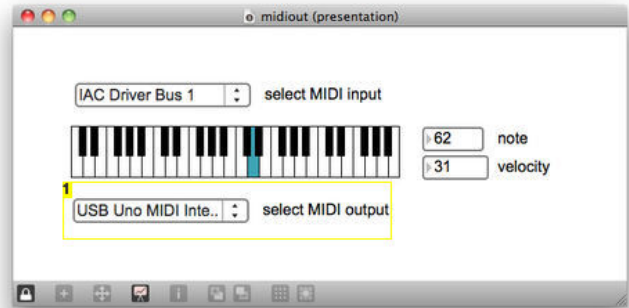 midiout (presentation)
IAC Driver Bus 1 select MIDI input
62 note
31 velocity
1
USB Uno MIDI Inte.. select MIDI output